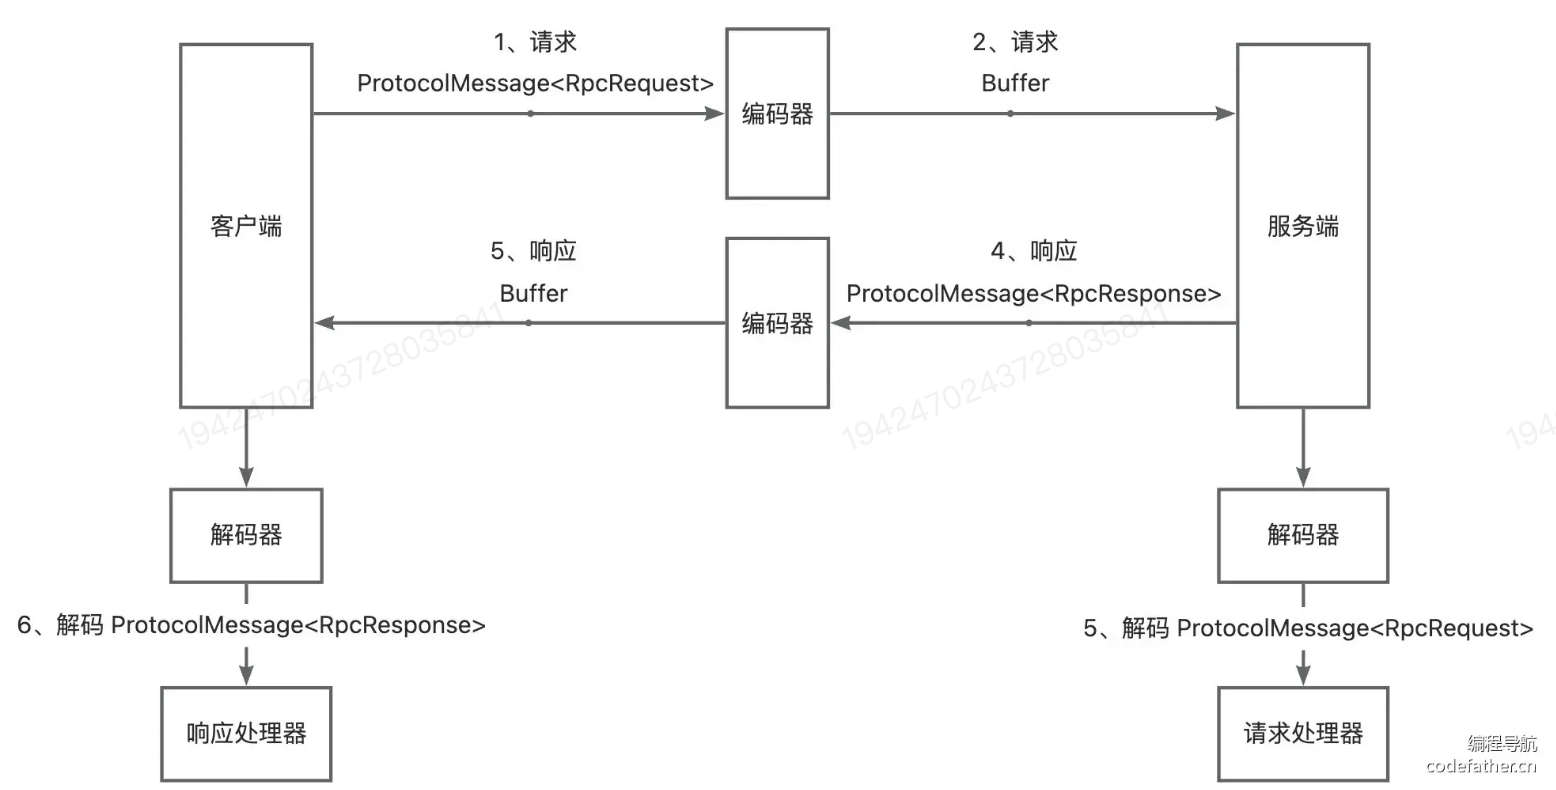 1、请求
ProtocolMessage<RpcRequest>
2、请求
Buffer
编码器
客户端
服务端
5、响应
Buffer
4、响应
ProtocolMessage<RpcResponse>
编码器
1942470243728035841
1942470243728035841
194
解码器
解码器
6、解码 ProtocolMessage<RpcResponse>
5、解码 ProtocolMessage<RpcRequest>
响应处理器
请求处理器
编程导航
codefather.cn